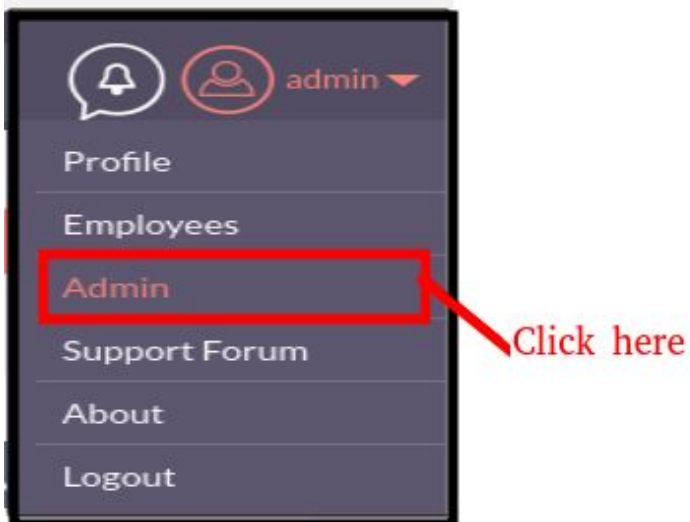 admin
Profile
Employees
Admin
Support Forum
About
Logout
Click here